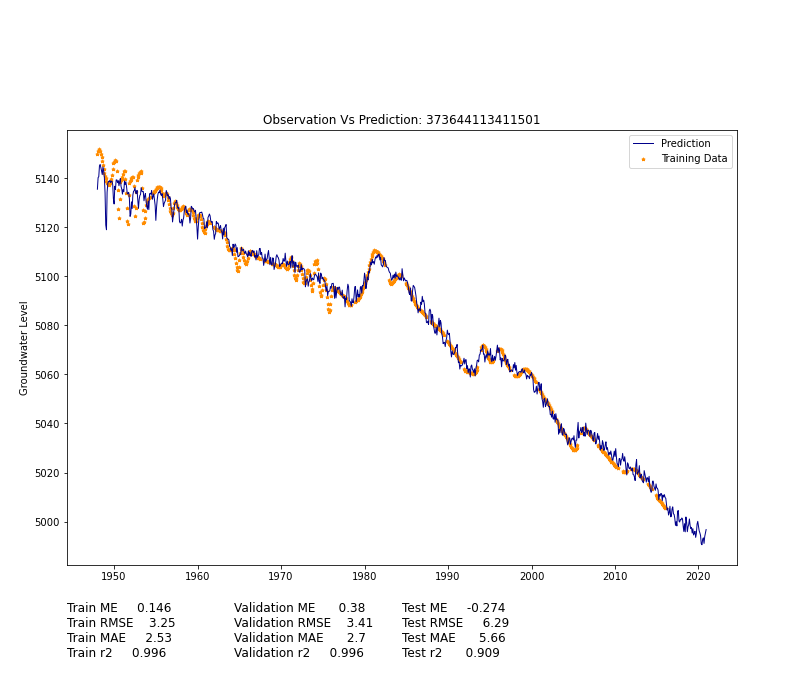 Observation Vs Prediction: 373644113411501
Prediction
Training Data
Groundwater Level
5140
5120
5100
5080
5060
5040
5020
5000
1950 1960 1970 1980 1990 2000 2010 2020
Train ME 0.146 Validation ME 0.38 Test ME -0.274
Train RMSE 3.25 Validation RMSE 3.41 Test RMSE 6.29
Train MAE 2.53 Validation MAE 2.7 Test MAE 5.66
Train r2 0.996 Validation r2 0.996 Test r2 0.909